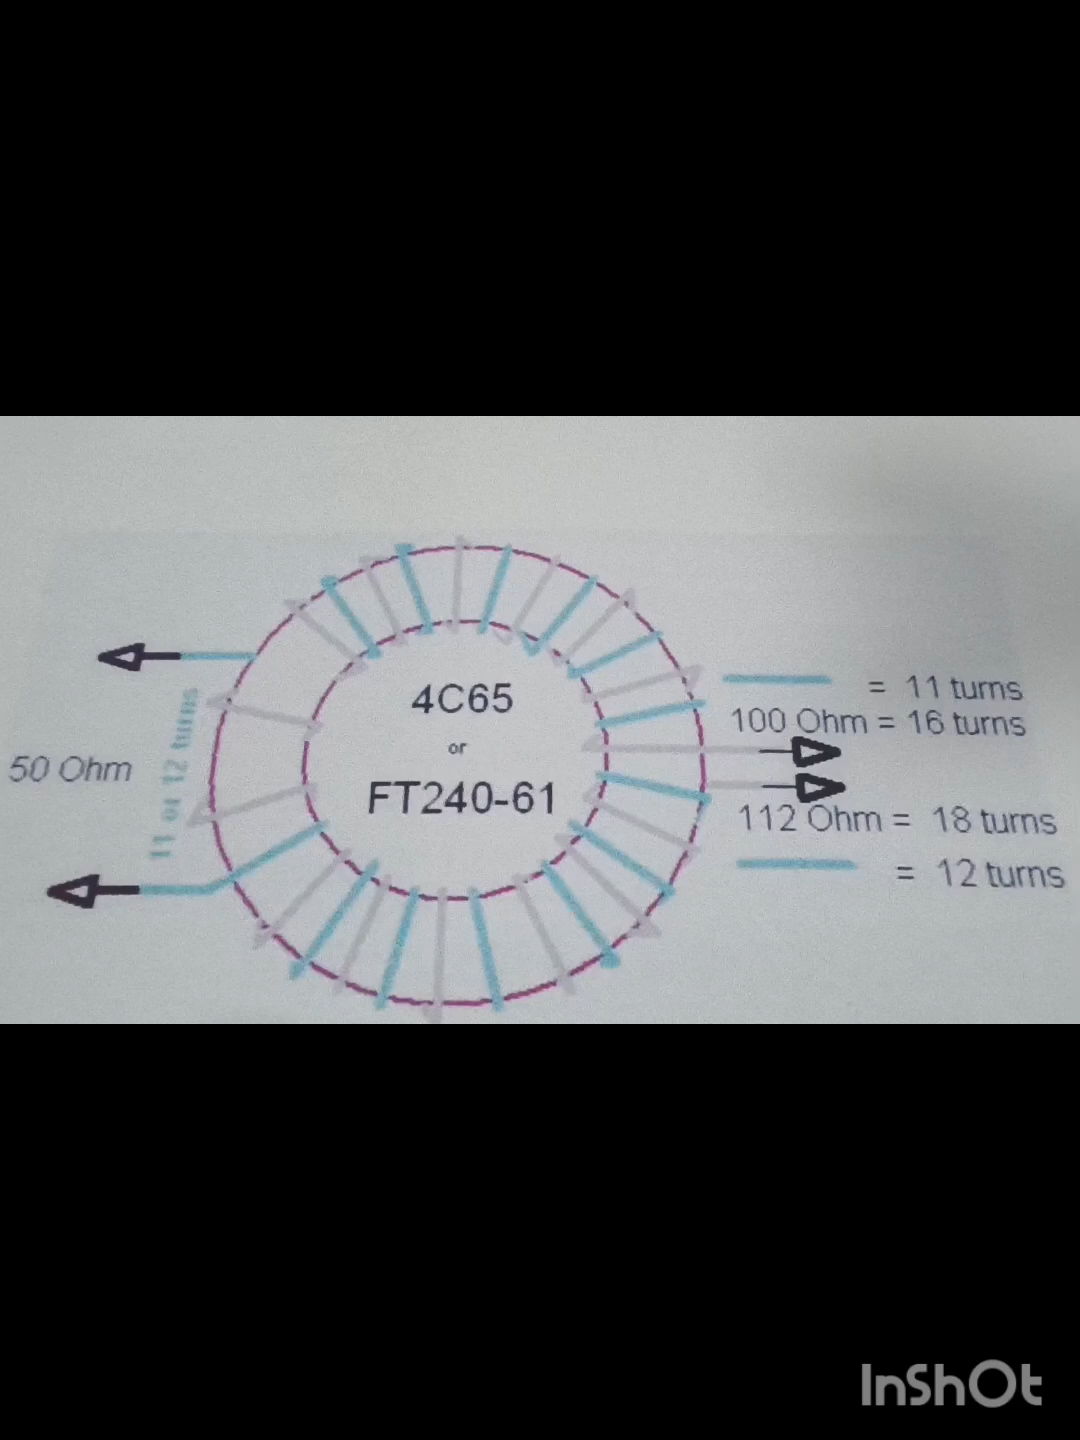 4C65
or
FT240-61
50 Ohm
11 or 12 turns
= 11 turns
100 Ohm = 16 turns
112 Ohm = 18 turns
= 12 turns
InShOt